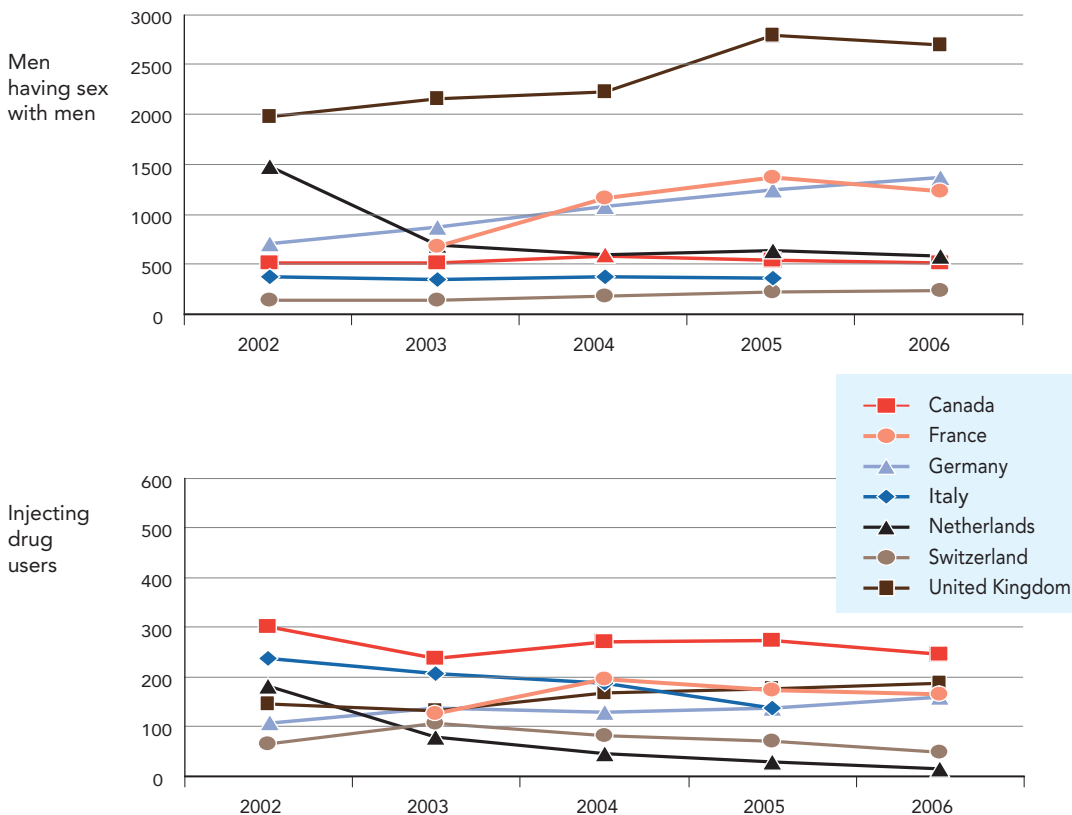 Men
having sex
with men
3000
2500
2000
1500
1000
500
0
2002 2003 2004 2005 2006
Canada
France
Germany
Italy
Netherlands
Switzerland
United Kingdom
Injecting
drug
users
600
500
400
300
200
100
0
2002 2003 2004 2005 2006